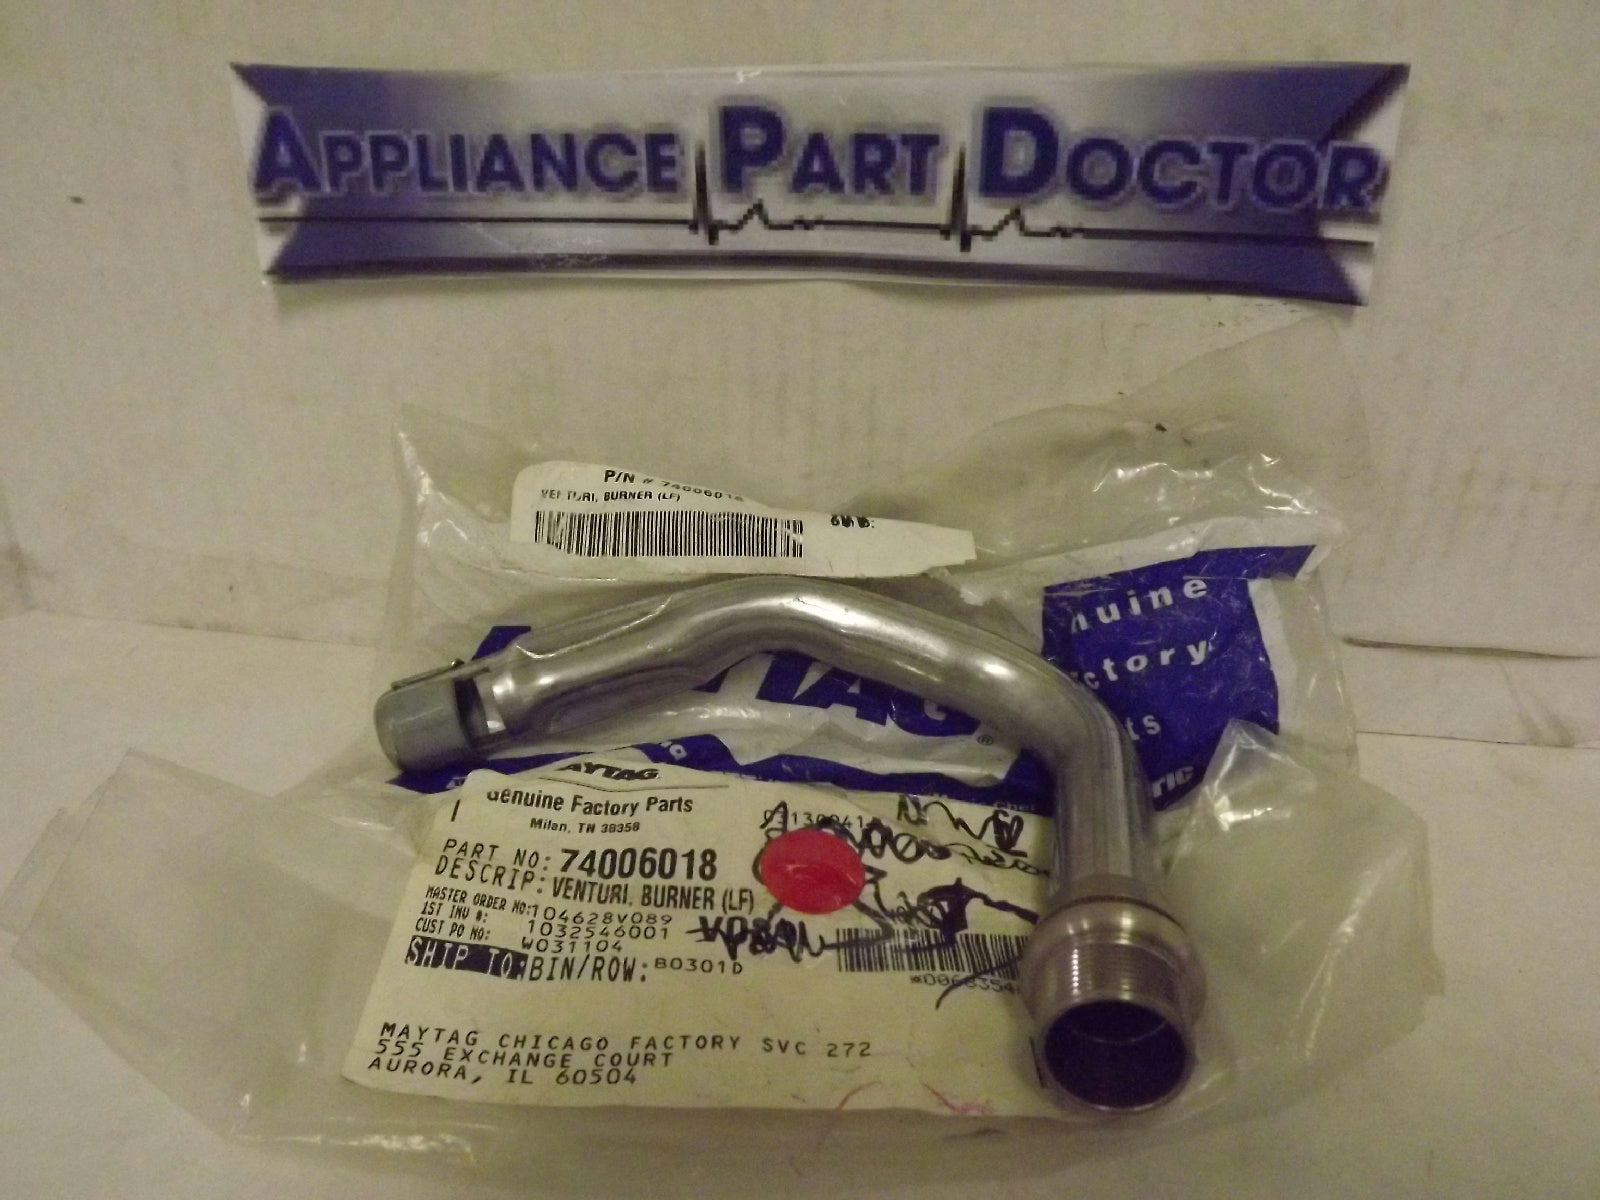 APPLIANCE PART DOCTOR
P/N # 74006018
VENTURI, BURNER (LF)
nuine
ctory
ts
MAYTAG
Genuine Factory Parts
Milan, TN 38358
PART NO: 74006018
DESCRIP: VENTURI, BURNER (LF)
MASTER ORDER NO: 104628V089
1ST INV #: 1032546001
CUST PO NO: W031104
SHIP TO: BIN/ROW: B0301D
MAYTAG CHICAGO FACTORY SVC 272
555 EXCHANGE COURT
AURORA, IL 60504